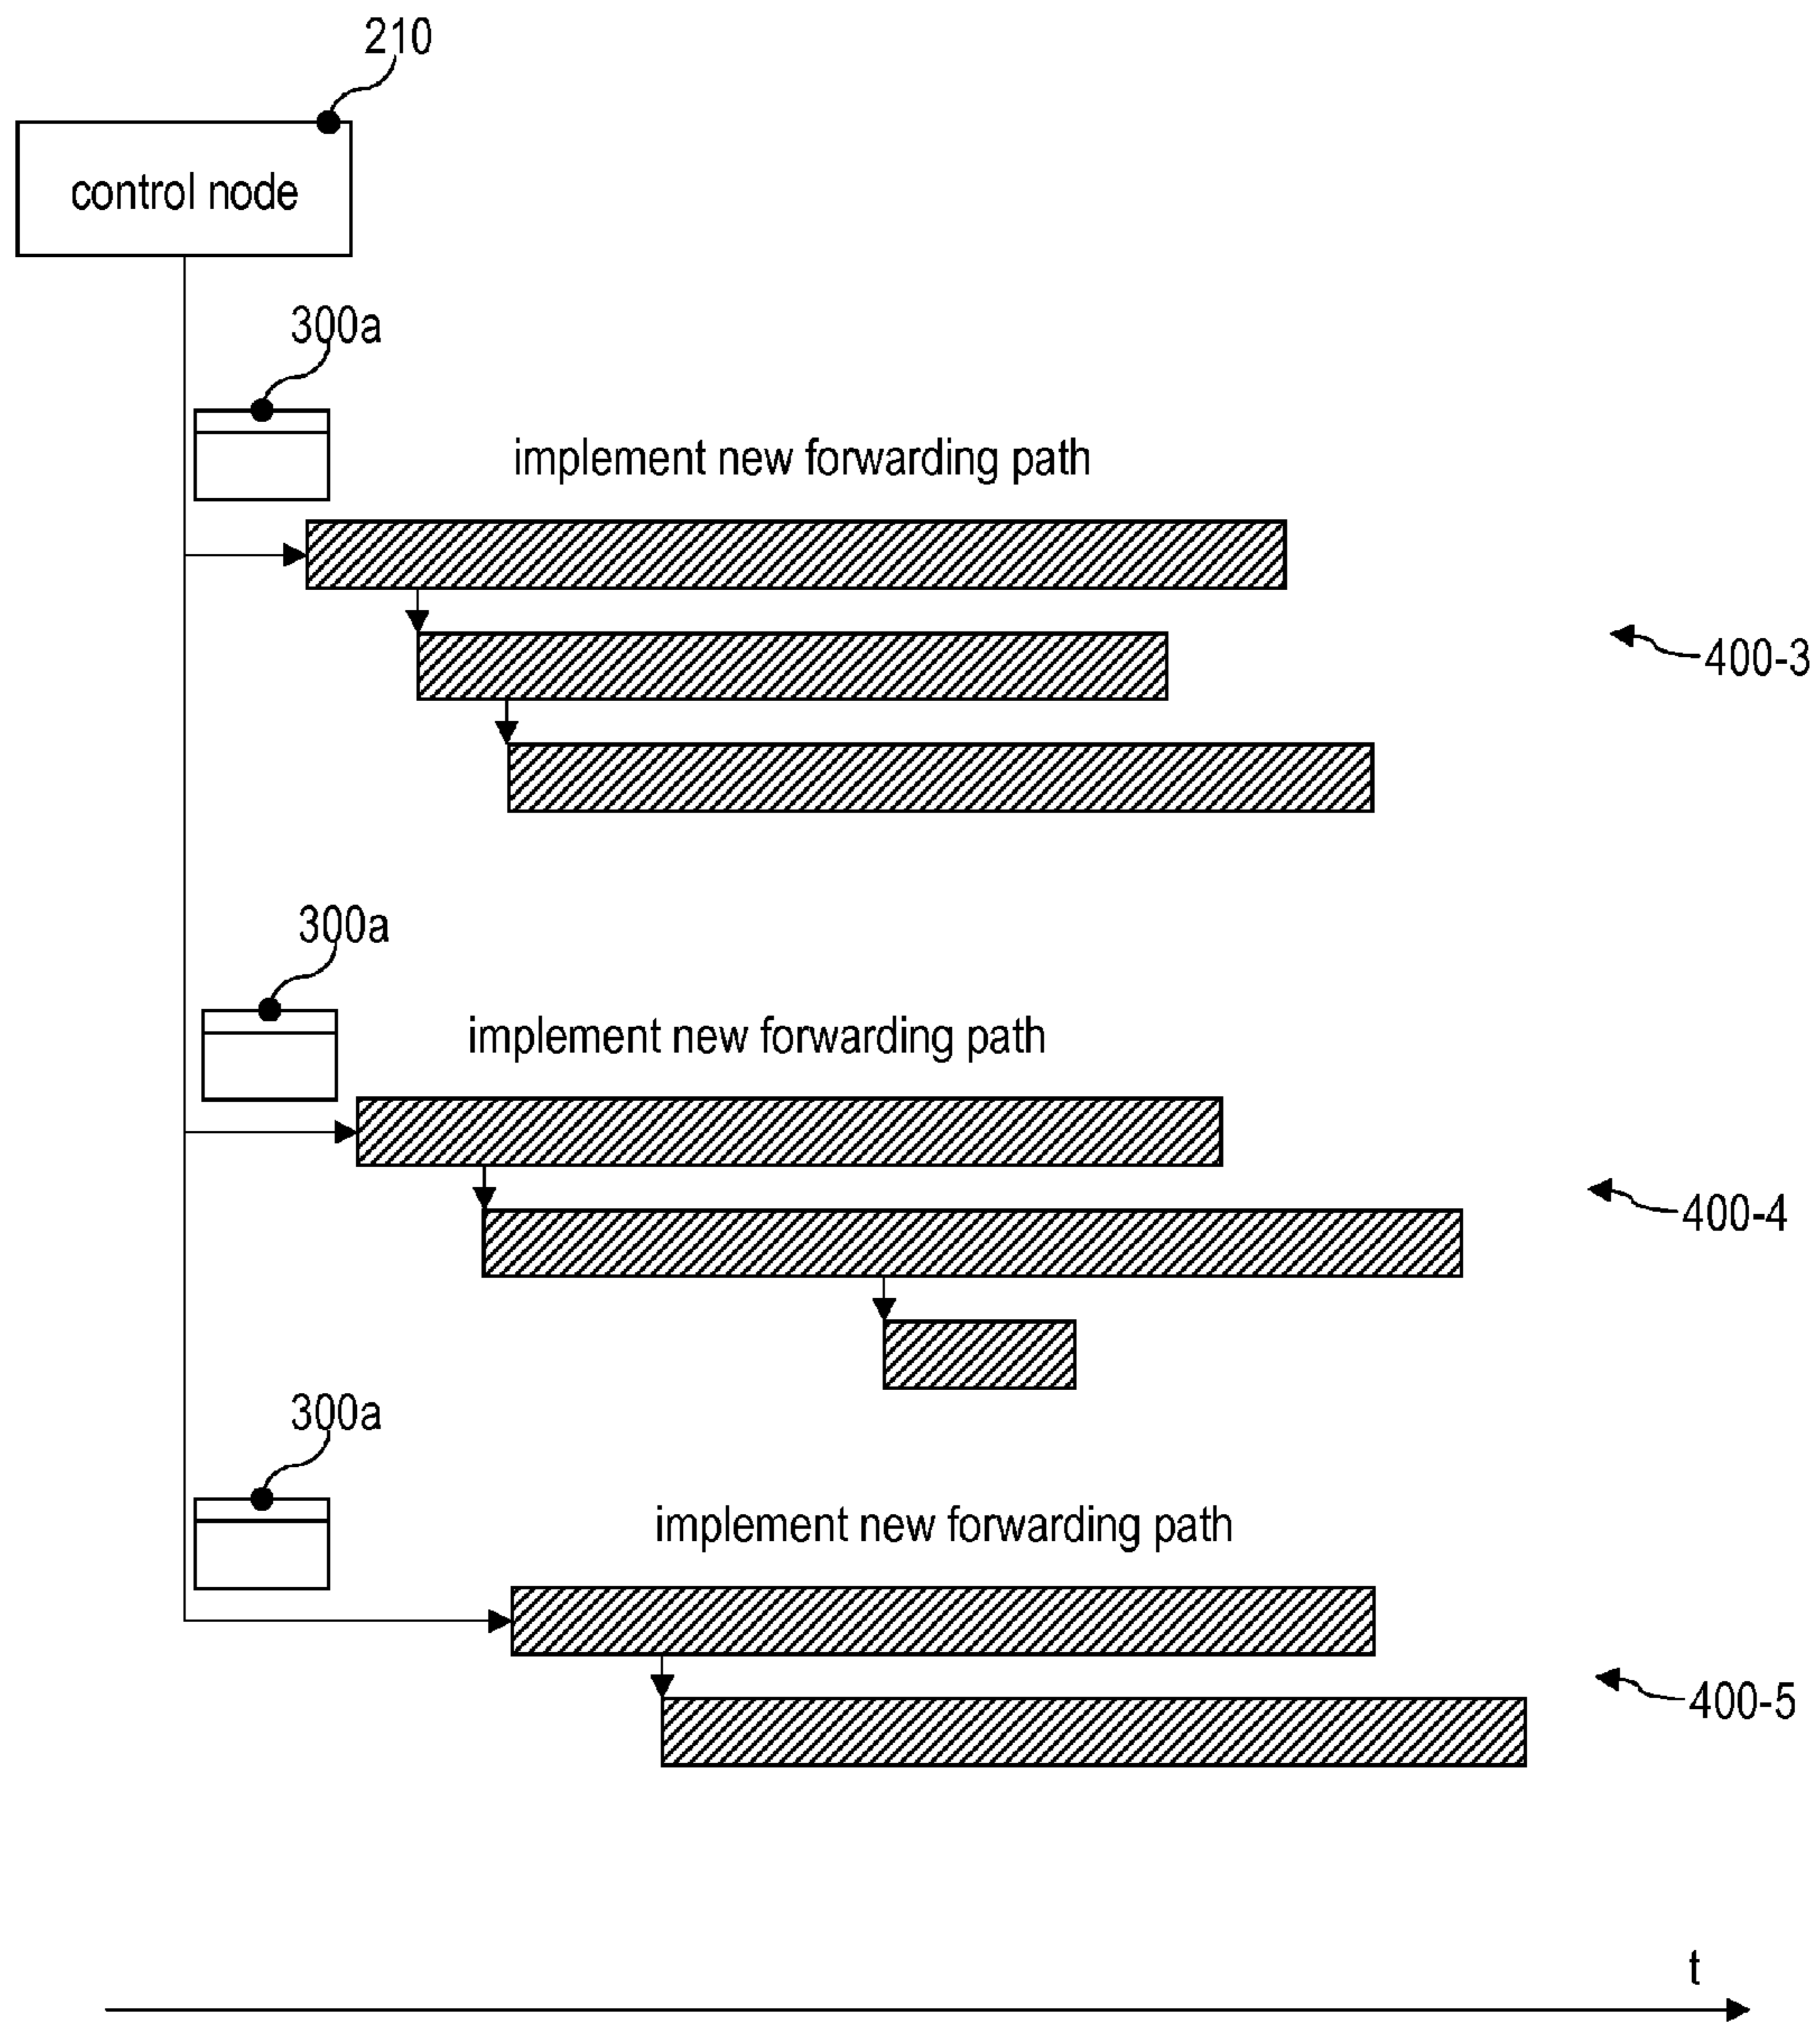 210
control node
300a
implement new forwarding path
400-3
300a
implement new forwarding path
400-4
300a
implement new forwarding path
400-5
t